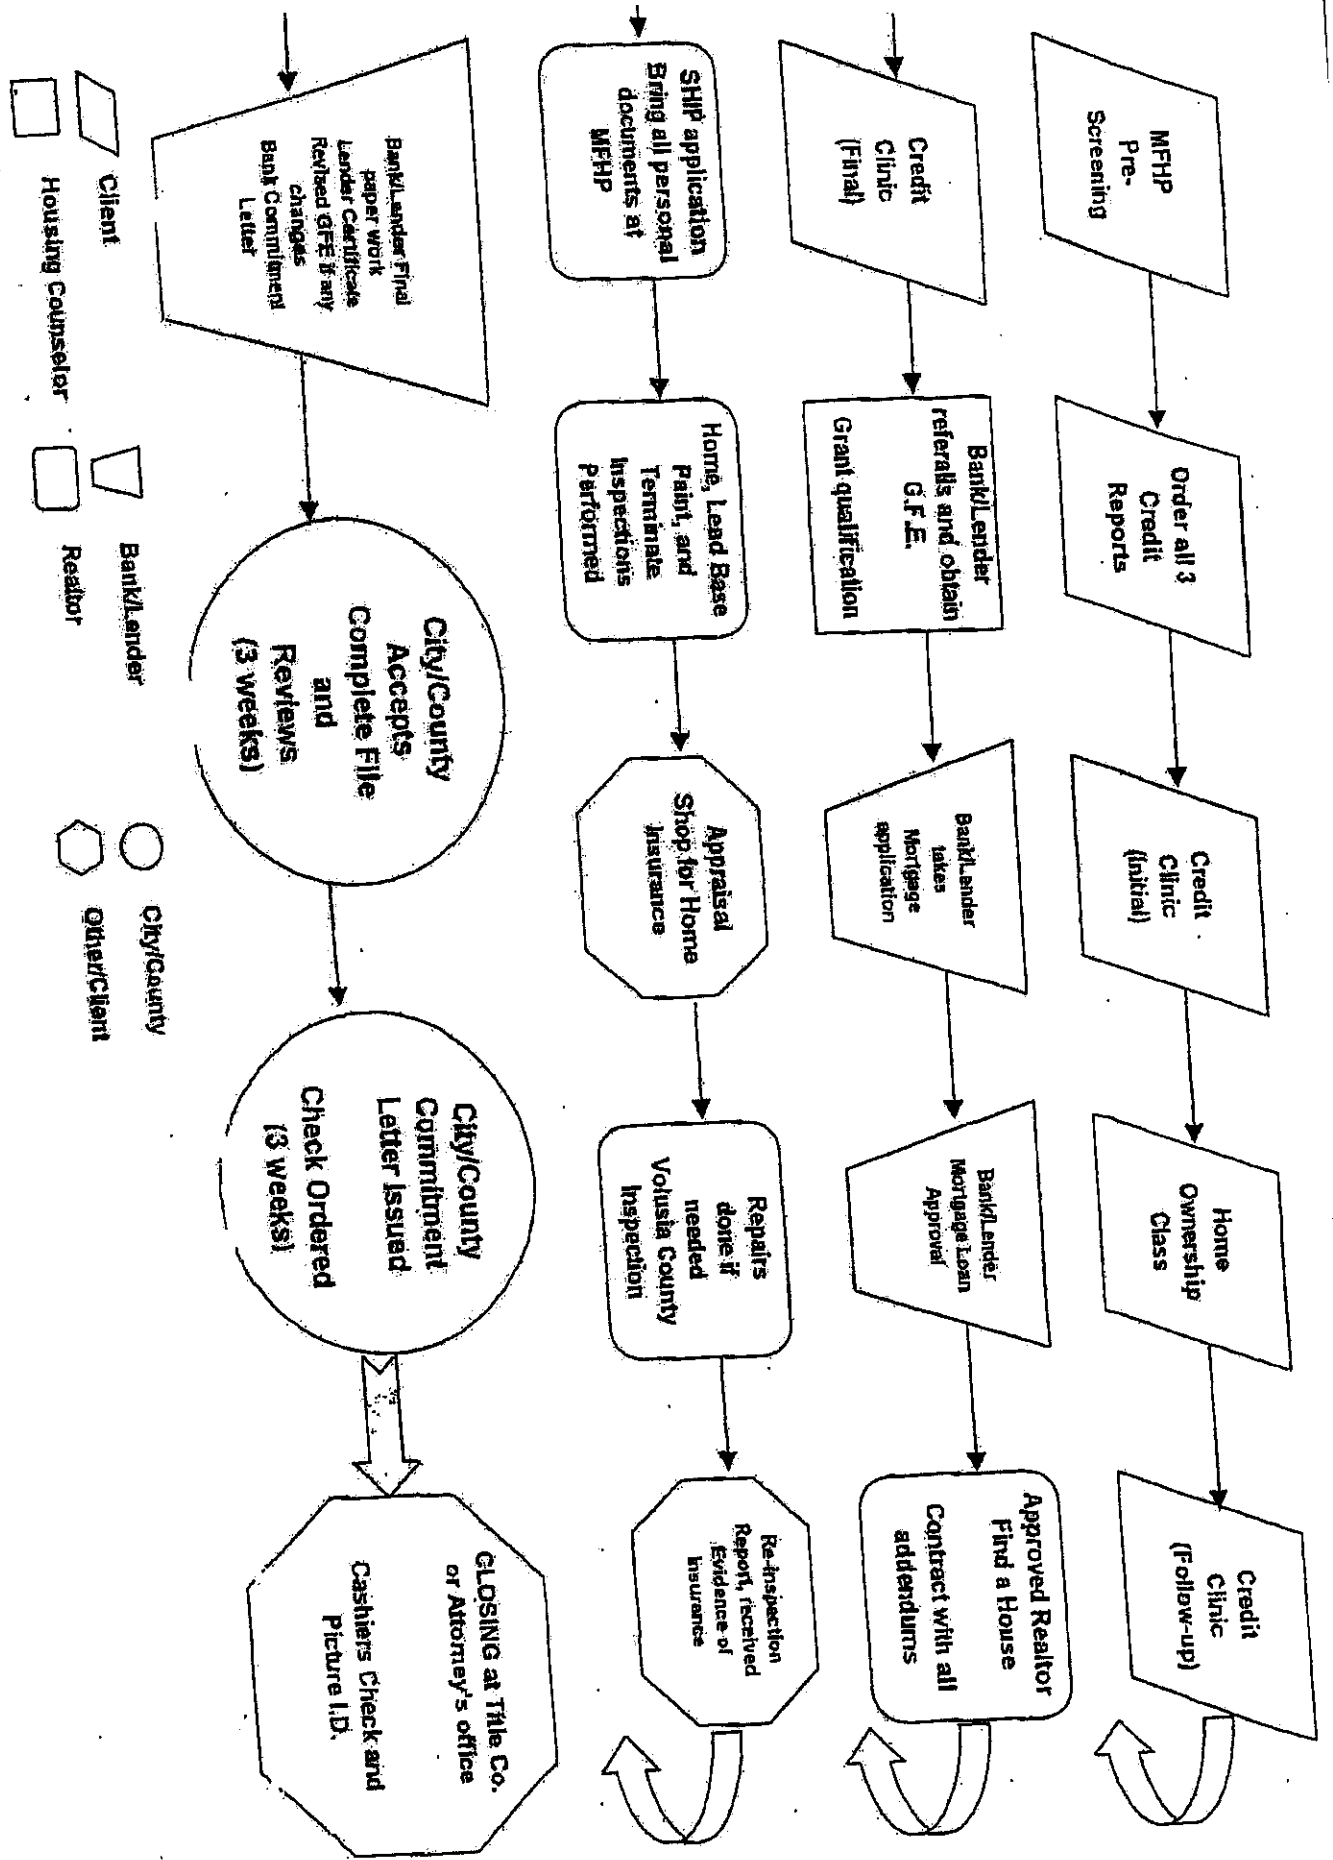 MFHP
Pre-
Screening
Order all 3
Credit
Reports
Credit
Clinic
(Initial)
Home
Ownership
Class
Credit
Clinic
(Follow-up)
Credit
Clinic
(Final)
Bank/Lender
referalls and obtain
G.F.E.
Grant qualification
Bank/Lender
takes
Mortgage
application
Bank/Lender
Mortgage Loan
Approval
Approved Realtor
Find a House
Contract with all
addendums
SHIP application
Bring all personal
documents at
MFHP
Home, Lead Base
Paint, and
Terminate
Inspections
Performed
Appraisal
Shop for Home
Insurance
Repairs
done if
needed
Volusia County
Inspection
Re-inspection
Report, received
Evidence of
Insurance
Bank/Lender Final
paper work
Lender Certificate
Revised GFE if any
changes
Bank Commitment
Letter
City/County
Accepts
Complete File
and
Reviews
(3 weeks)
City/County
Commitment
Letter Issued
Check Ordered
(3 weeks)
CLOSING at Title Co.
or Attorney's office
Cashiers Check and
Picture I.D.
Client
Bank/Lender
City/County
Housing Counselor
Realtor
Other/Client